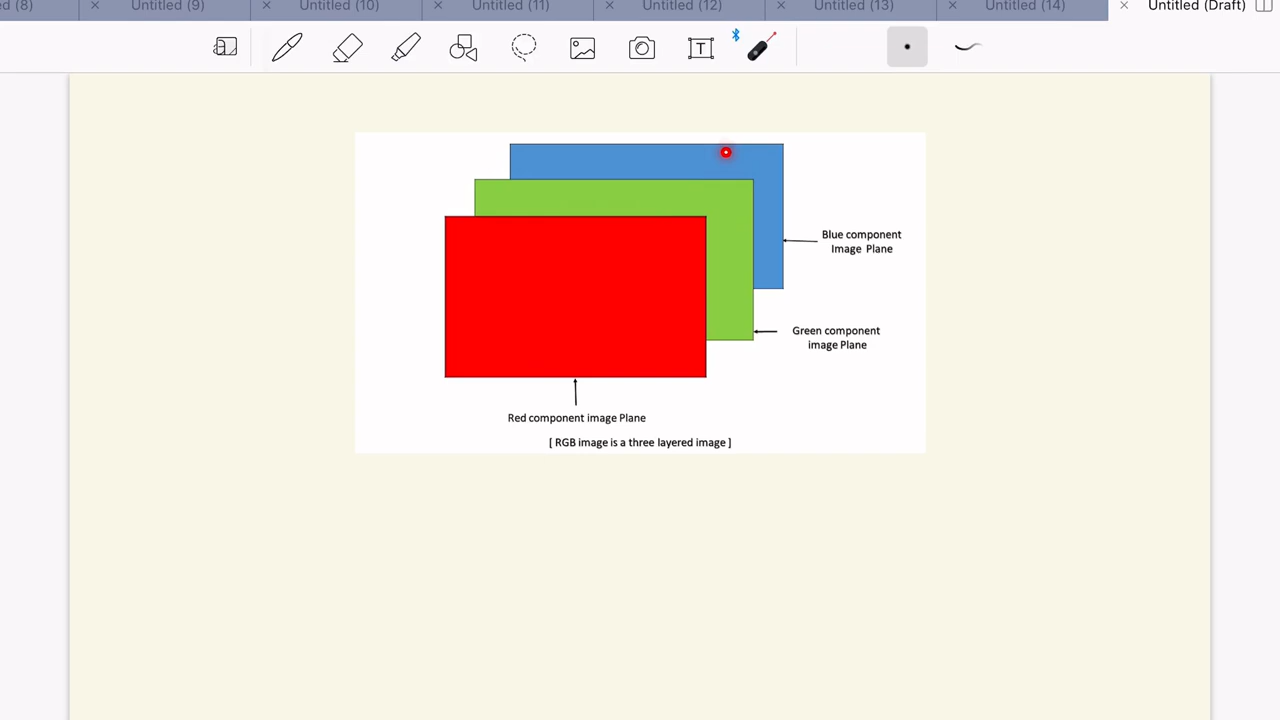 ed (8)
Untitled (9)
Untitled (10)
Untitled (11)
Untitled (12)
Untitled (13)
Untitled (14)
Untitled (Draft)
T
Blue component
Image Plane
Green component
image Plane
Red component image Plane
[ RGB image is a three layered image ]